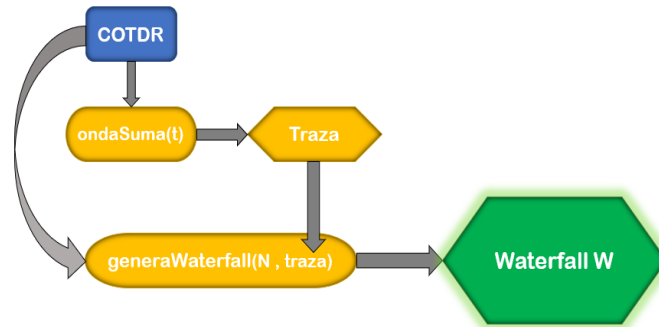 COTDR
ondaSuma(t)
Traza
generaWaterfall(N , traza)
Waterfall W